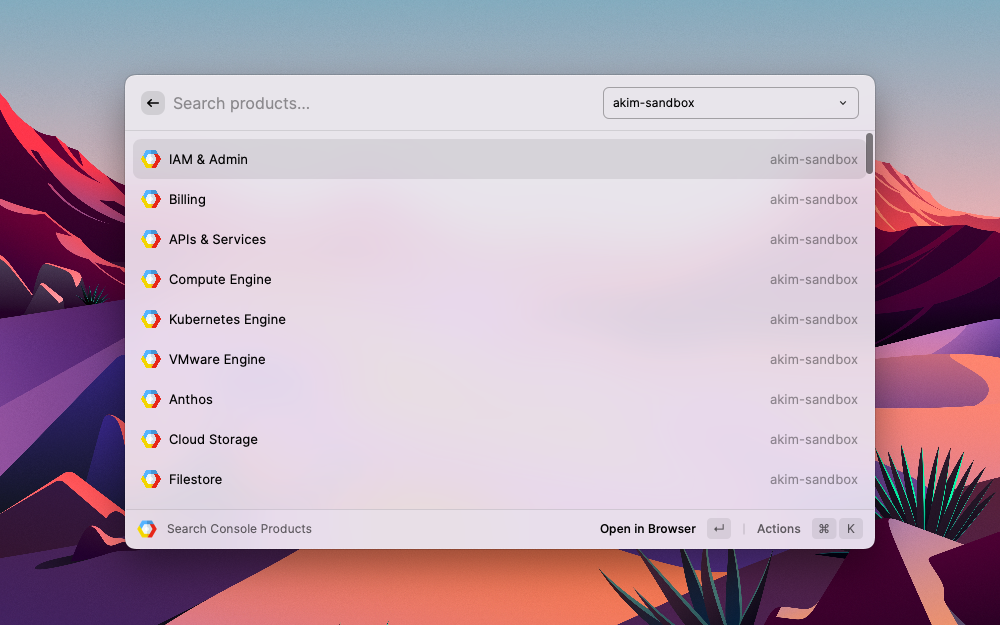 Search products...
akim-sandbox
IAM & Admin akim-sandbox
Billing akim-sandbox
APIs & Services akim-sandbox
Compute Engine akim-sandbox
Kubernetes Engine akim-sandbox
VMware Engine akim-sandbox
Anthos akim-sandbox
Cloud Storage akim-sandbox
Filestore akim-sandbox
Search Console Products Open in Browser ↵ | Actions ⌘ K